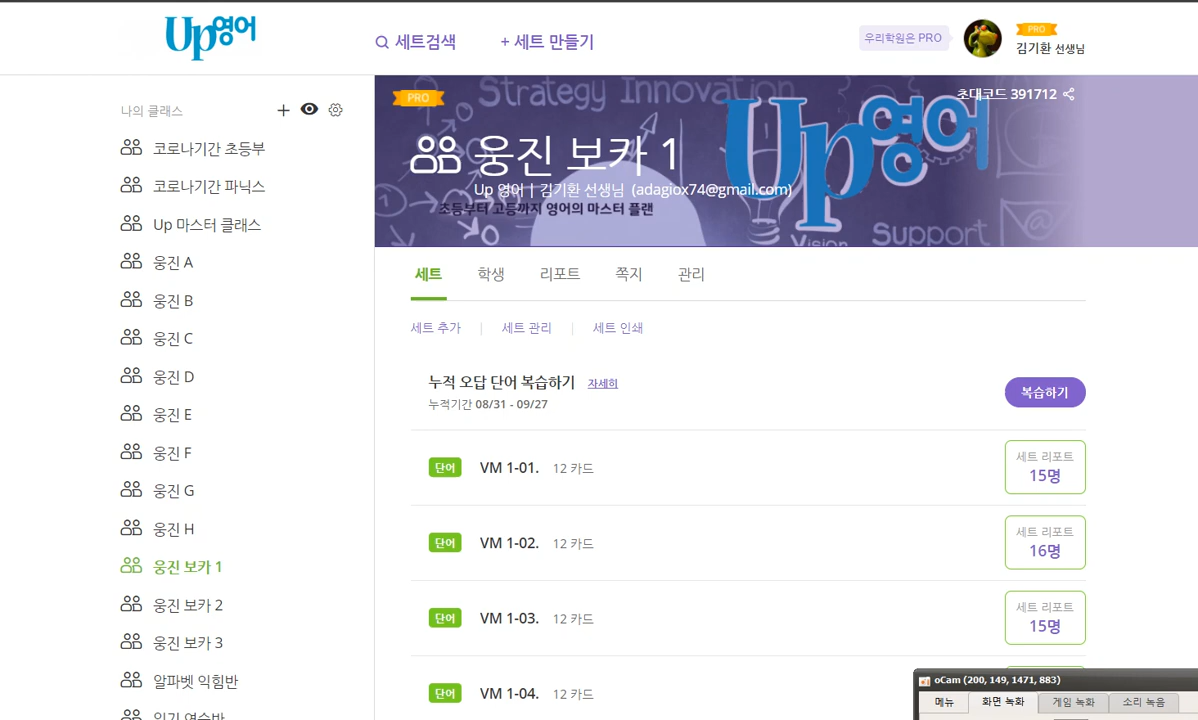 Up영어
세트검색
+ 세트 만들기
우리학원은 PRO
PRO
김기환 선생님
나의 클래스
코로나기간 초등부
코로나기간 파닉스
Up 마스터 클래스
웅진 A
웅진 B
웅진 C
웅진 D
웅진 E
웅진 F
웅진 G
웅진 H
웅진 보카 1
웅진 보카 2
웅진 보카 3
알파벳 익힘반
PRO
Strategy Innovation
초대코드 391712
Up영어
웅진 보카 1
Up 영어 | 김기환 선생님 (adagiox74@gmail.com)
초등부터 고등까지 영어의 마스터 플랜
Vision
Support
세트 학생 리포트 쪽지 관리
세트 추가 | 세트 관리 | 세트 인쇄
누적 오답 단어 복습하기 자세히
누적기간 08/31 - 09/27
복습하기
단어 VM 1-01. 12 카드
세트 리포트
15명
단어 VM 1-02. 12 카드
세트 리포트
16명
단어 VM 1-03. 12 카드
세트 리포트
15명
단어 VM 1-04. 12 카드
oCam (200, 149, 1471, 883)
메뉴 화면 녹화 게임 녹화 소리 녹음